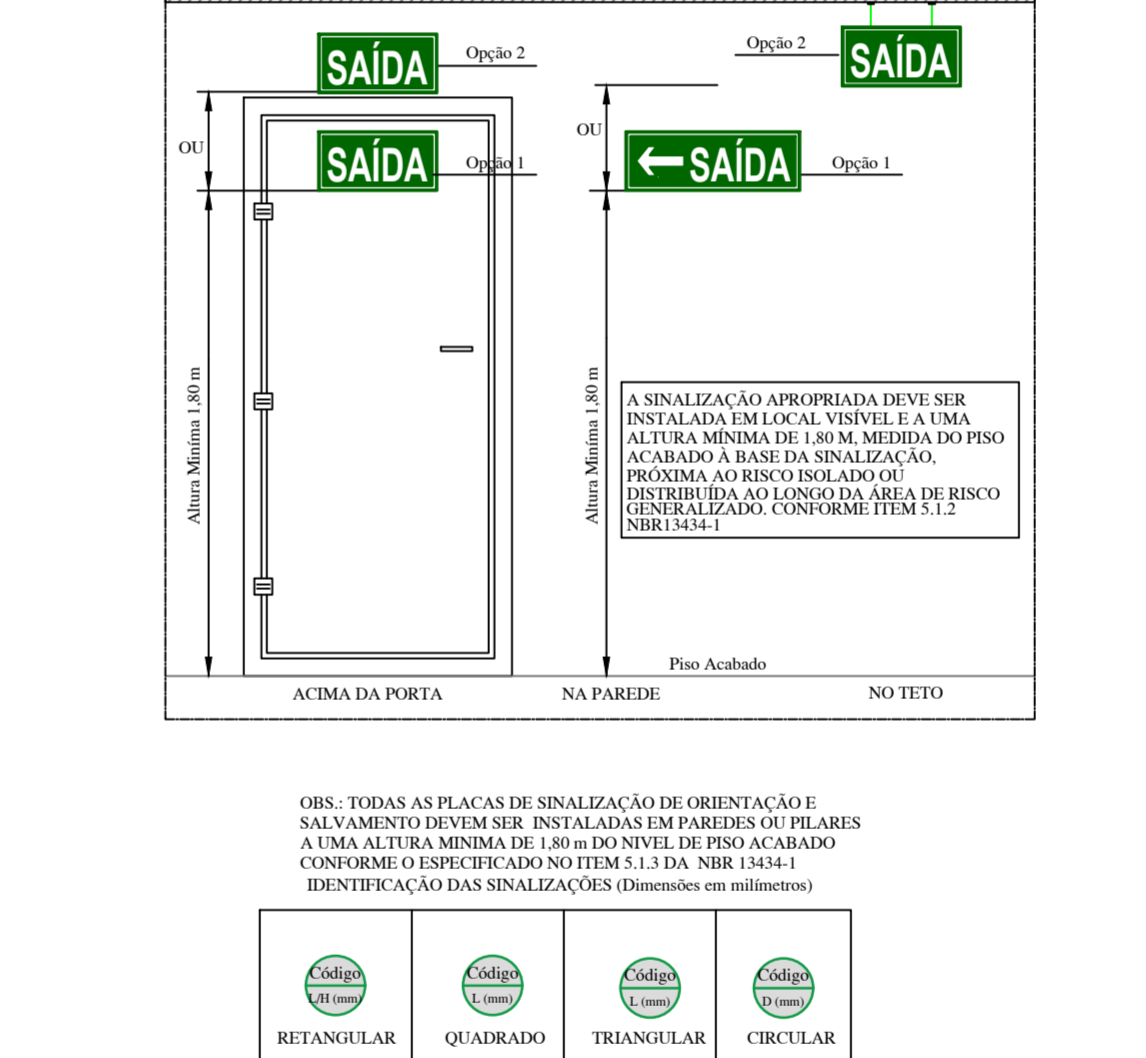 SAÍDA
Opção 2
Opção 2
SAÍDA
OU
SAÍDA
Opção 1
OU
SAÍDA
Opção 1
Altura Miníma 1,80 m
Altura Miníma 1,80 m
A SINALIZAÇÃO APROPRIADA DEVE SER
INSTALADA EM LOCAL VISÍVEL E A UMA
ALTURA MÍNIMA DE 1,80 M, MEDIDA DO PISO
ACABADO À BASE DA SINALIZAÇÃO,
PRÓXIMA AO RISCO ISOLADO OU
DISTRIBUÍDA AO LONGO DA ÁREA DE RISCO
GENERALIZADO. CONFORME ITEM 5.1.2
NBR13434-1
Piso Acabado
ACIMA DA PORTA
NA PAREDE
NO TETO
OBS.: TODAS AS PLACAS DE SINALIZAÇÃO DE ORIENTAÇÃO E
SALVAMENTO DEVEM SER INSTALADAS EM PAREDES OU PILARES
A UMA ALTURA MINIMA DE 1,80 m DO NIVEL DE PISO ACABADO
CONFORME O ESPECIFICADO NO ITEM 5.1.3 DA NBR 13434-1
IDENTIFICAÇÃO DAS SINALIZAÇÕES (Dimensões em milímetros)
Código
L/H (mm)
RETANGULAR
Código
L (mm)
QUADRADO
Código
L (mm)
TRIANGULAR
Código
D (mm)
CIRCULAR